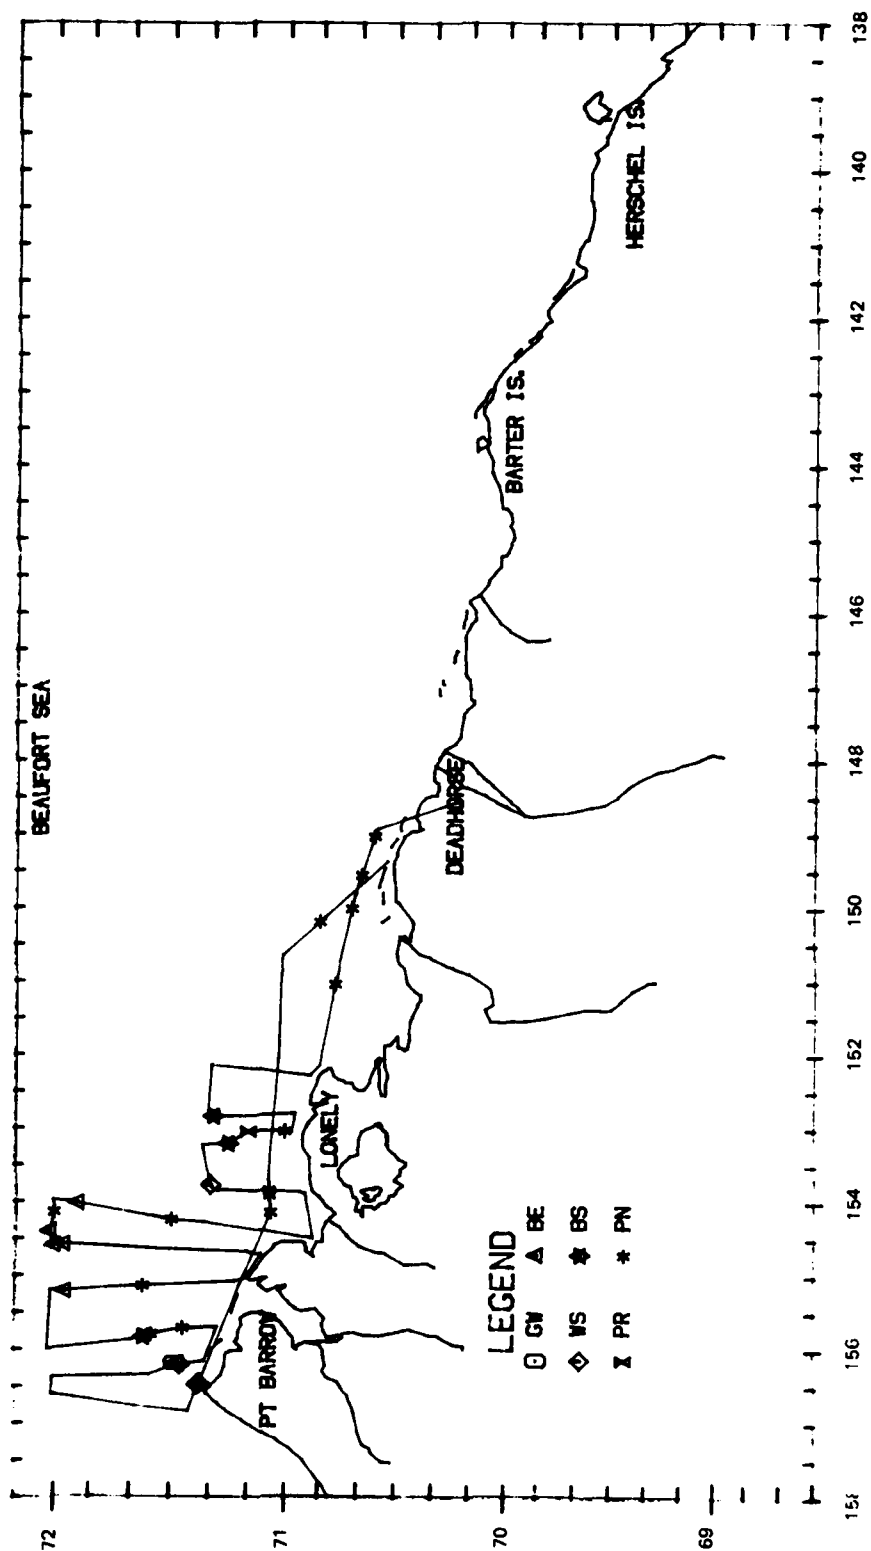 BEAUFORT SEA
72
71
70
69
PT BARROW
LONELY
DEADHORSE
BARTER IS.
HERSCHEL IS.
LEGEND
GW BE
WS BS
PR PN
156 154 152 150 148 146 144 142 140 138